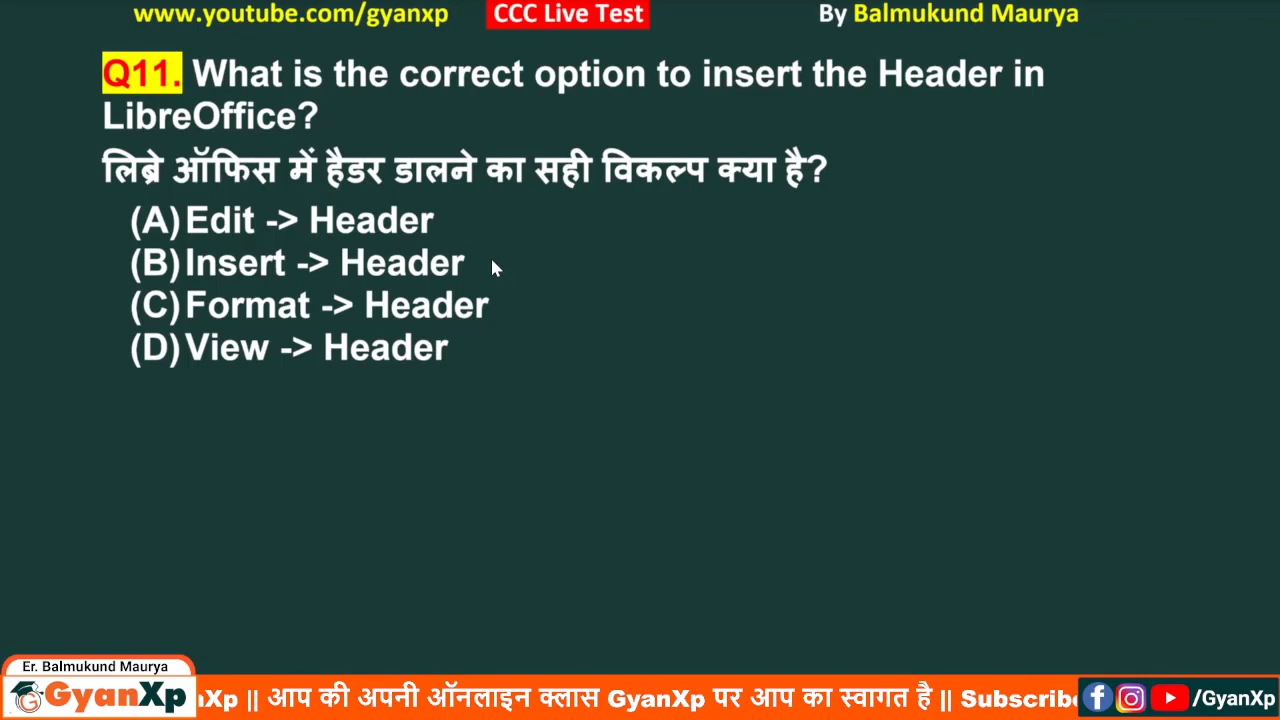 www.youtube.com/gyanxp CCC Live Test By Balmukund Maurya
Q11. What is the correct option to insert the Header in
LibreOffice?
लिब्रे ऑफिस में हैडर डालने का सही विकल्प क्या है?
(A) Edit -> Header
(B) Insert -> Header
(C) Format -> Header
(D) View -> Header
Er. Balmukund Maurya
GyanXp nXp || आप की अपनी ऑनलाइन क्लास GyanXp पर आप का स्वागत है || Subscribe /GyanXp